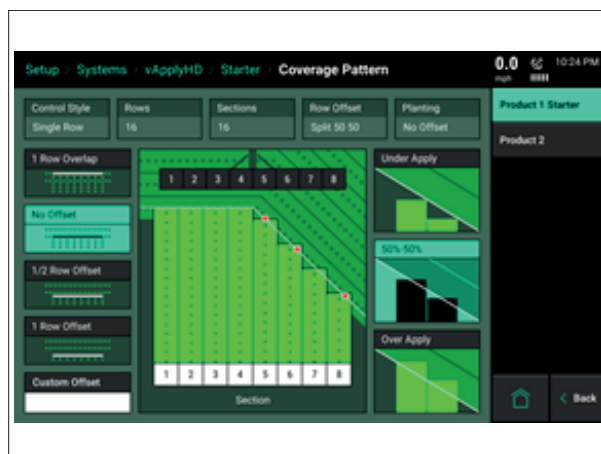 Setup > Systems > vApplyHD > Starter > Coverage Pattern
0.0 mph
10:24 PM
Control Style
Single Row
Rows
16
Sections
16
Row Offset
Split 50 50
Planting
No Offset
Product 1 Starter
Product 2
1 Row Overlap
No Offset
1/2 Row Offset
1 Row Offset
Custom Offset
1 2 3 4 5 6 7 8
1 2 3 4 5 6 7 8
Section
Under Apply
50%-50%
Over Apply
< Back